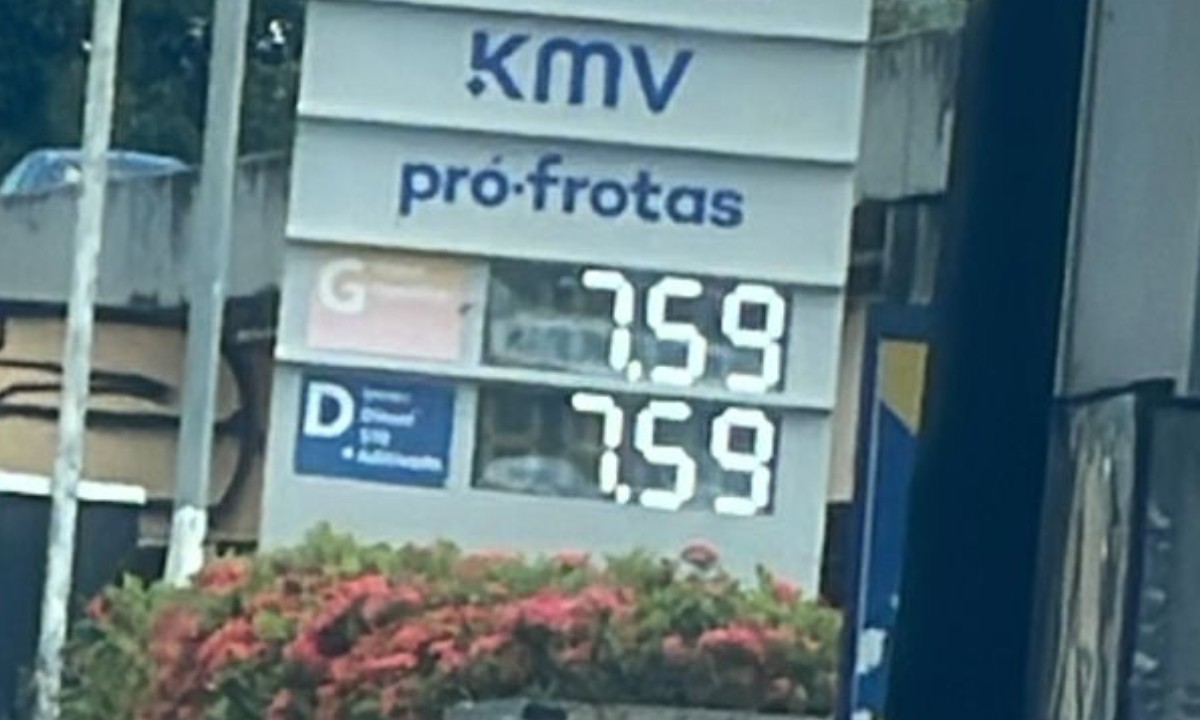 KMV
pró-frotas
G
7.59
D
Diesel
S10
Aditivado
7.59